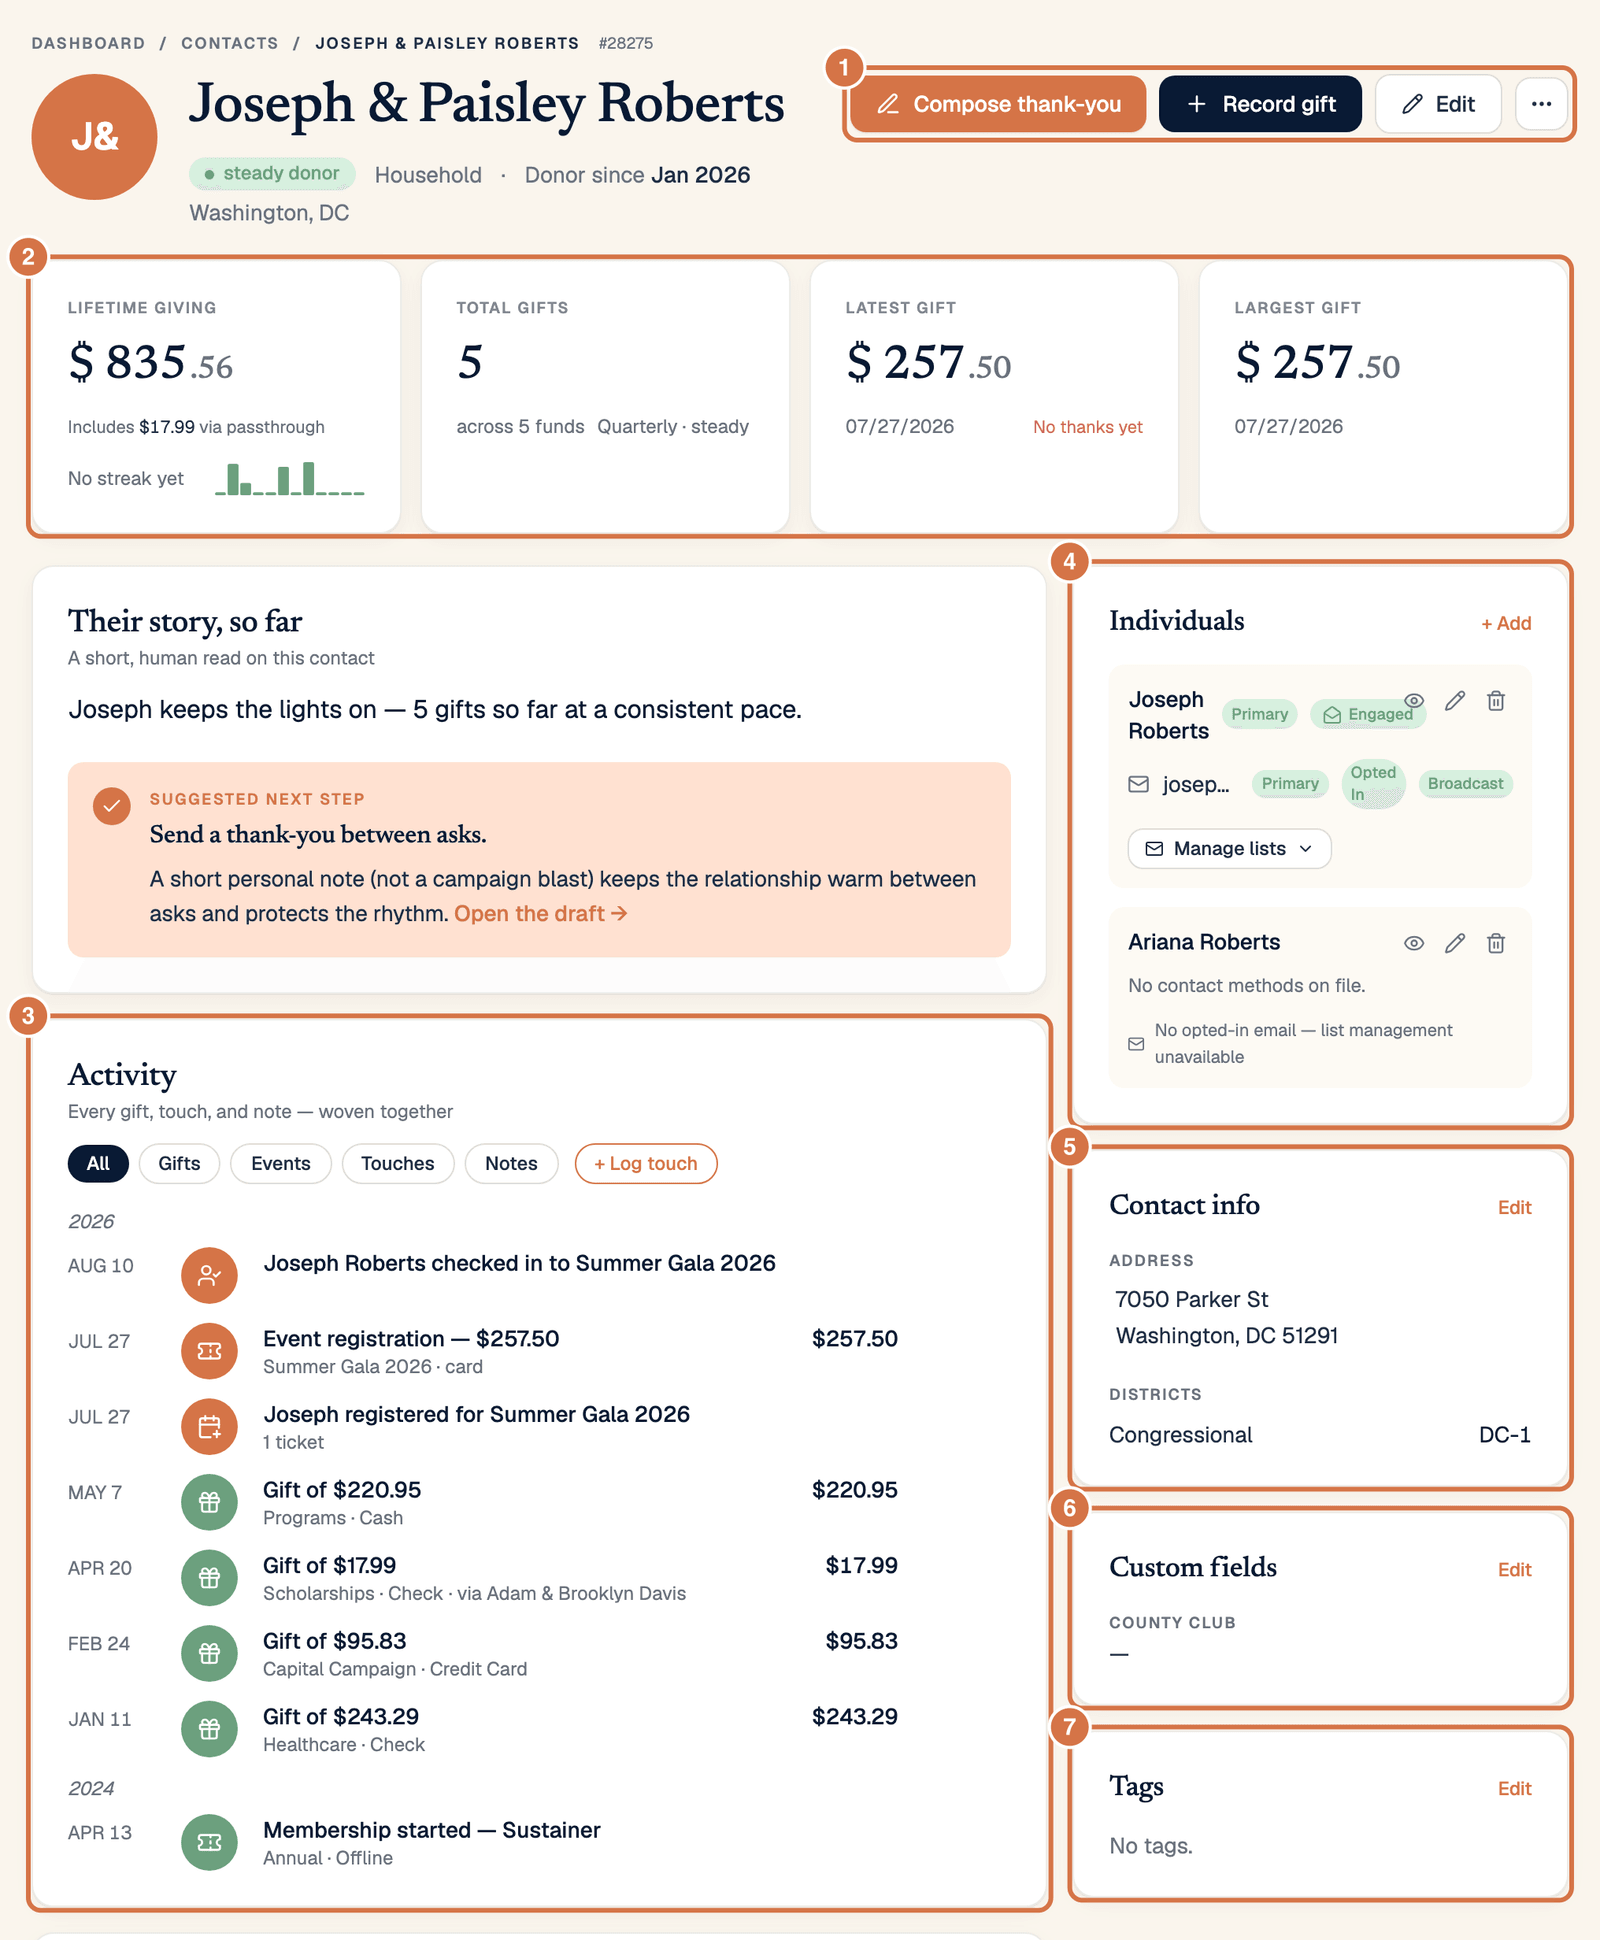 DASHBOARD / CONTACTS / JOSEPH & PAISLEY ROBERTS #28275
J&
Joseph & Paisley Roberts
steady donor Household · Donor since Jan 2026
Washington, DC
1
Compose thank-you
Record gift
Edit
2
LIFETIME GIVING
$ 835.56
Includes $17.99 via passthrough
No streak yet
TOTAL GIFTS
5
across 5 funds Quarterly · steady
LATEST GIFT
$ 257.50
07/27/2026 No thanks yet
LARGEST GIFT
$ 257.50
07/27/2026
Their story, so far
A short, human read on this contact
Joseph keeps the lights on — 5 gifts so far at a consistent pace.
SUGGESTED NEXT STEP
Send a thank-you between asks.
A short personal note (not a campaign blast) keeps the relationship warm between
asks and protects the rhythm. Open the draft →
3
Activity
Every gift, touch, and note — woven together
All Gifts Events Touches Notes + Log touch
2026
AUG 10 Joseph Roberts checked in to Summer Gala 2026
JUL 27 Event registration — $257.50 $257.50
Summer Gala 2026 · card
JUL 27 Joseph registered for Summer Gala 2026
1 ticket
MAY 7 Gift of $220.95 $220.95
Programs · Cash
APR 20 Gift of $17.99 $17.99
Scholarships · Check · via Adam & Brooklyn Davis
FEB 24 Gift of $95.83 $95.83
Capital Campaign · Credit Card
JAN 11 Gift of $243.29 $243.29
Healthcare · Check
2024
APR 13 Membership started — Sustainer
Annual · Offline
4
Individuals + Add
Joseph
Roberts
Primary Engaged
josep... Primary Opted
In
Broadcast
Manage lists
Ariana Roberts
No contact methods on file.
No opted-in email — list management
unavailable
5
Contact info Edit
ADDRESS
7050 Parker St
Washington, DC 51291
DISTRICTS
Congressional DC-1
6
Custom fields Edit
COUNTY CLUB
—
7
Tags Edit
No tags.